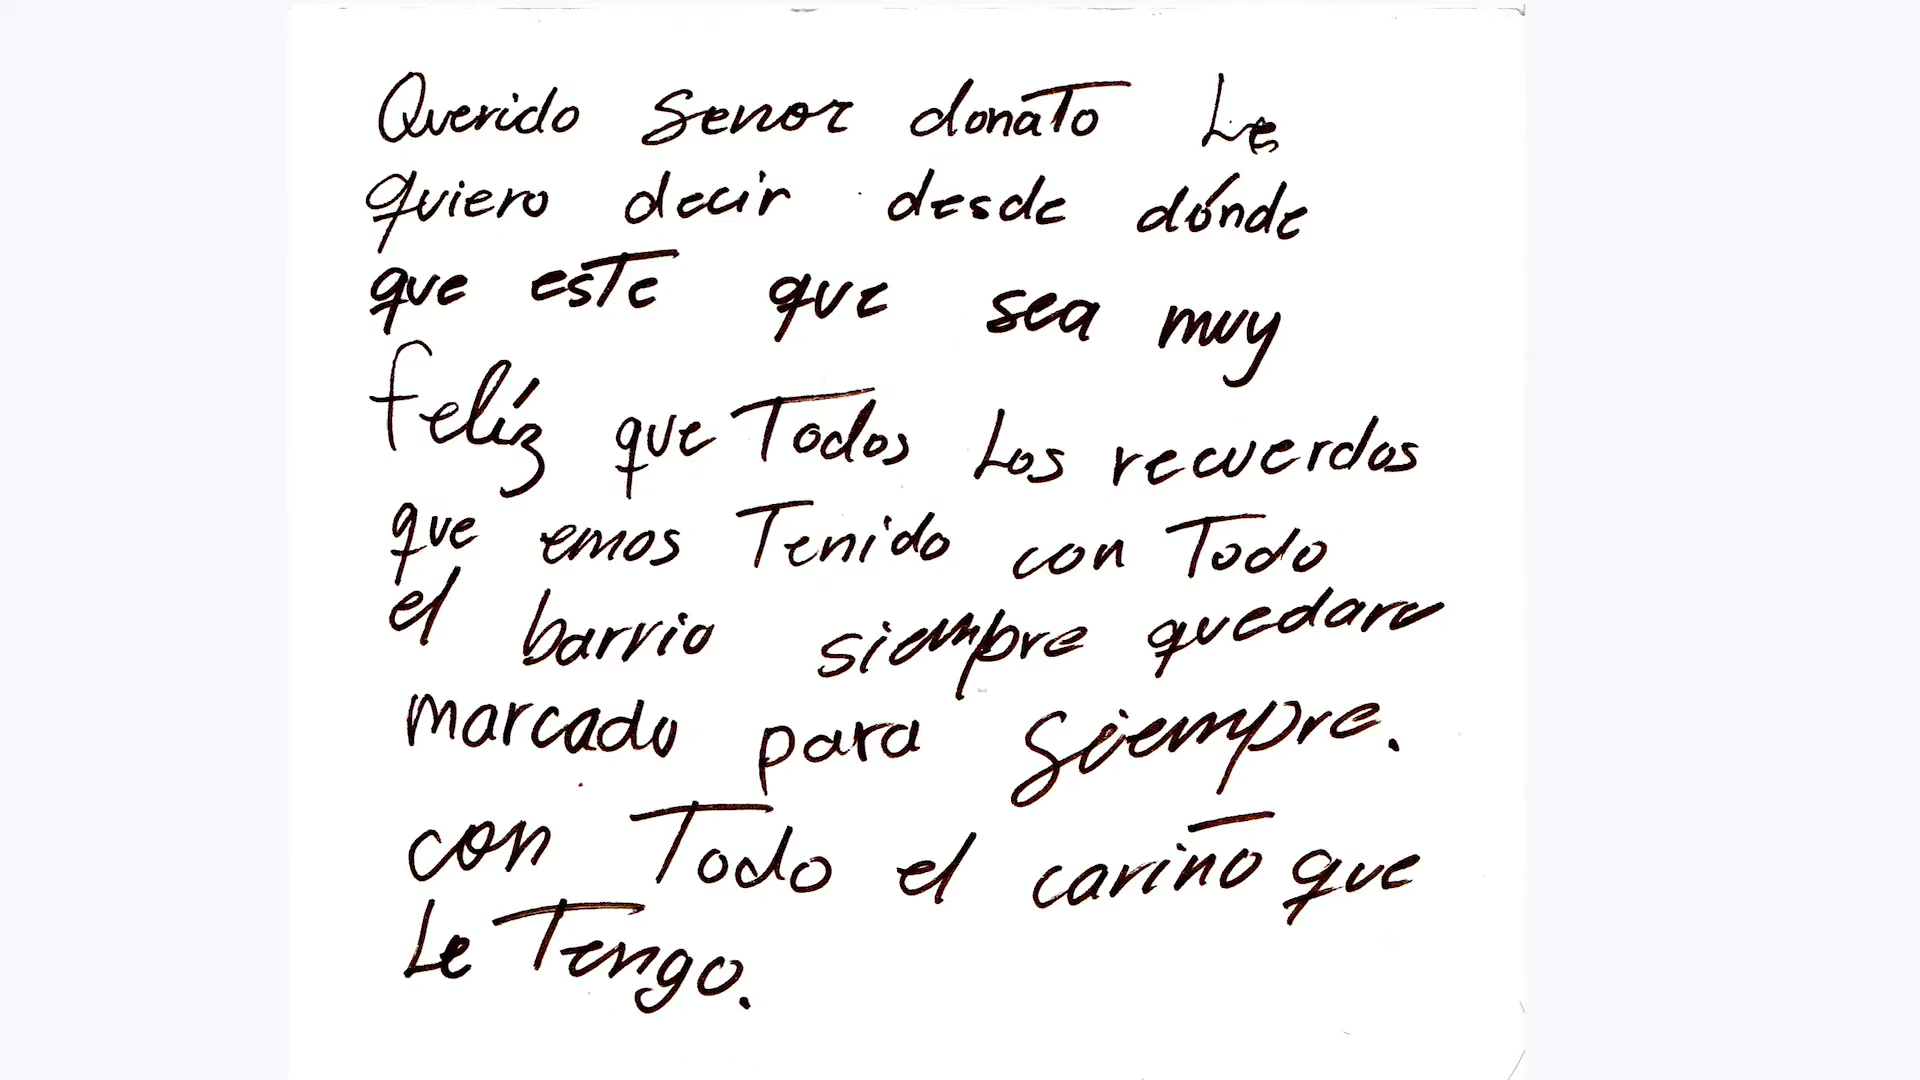 Querido Senor donaTo Le
quiero decir desde dónde
que esTe que sea muy
felíz que Todos Los recuerdos
que emos Tenido con Todo
el barrio siempre quedara
marcado para siempre.
con Todo el cariño que
Le Tengo.